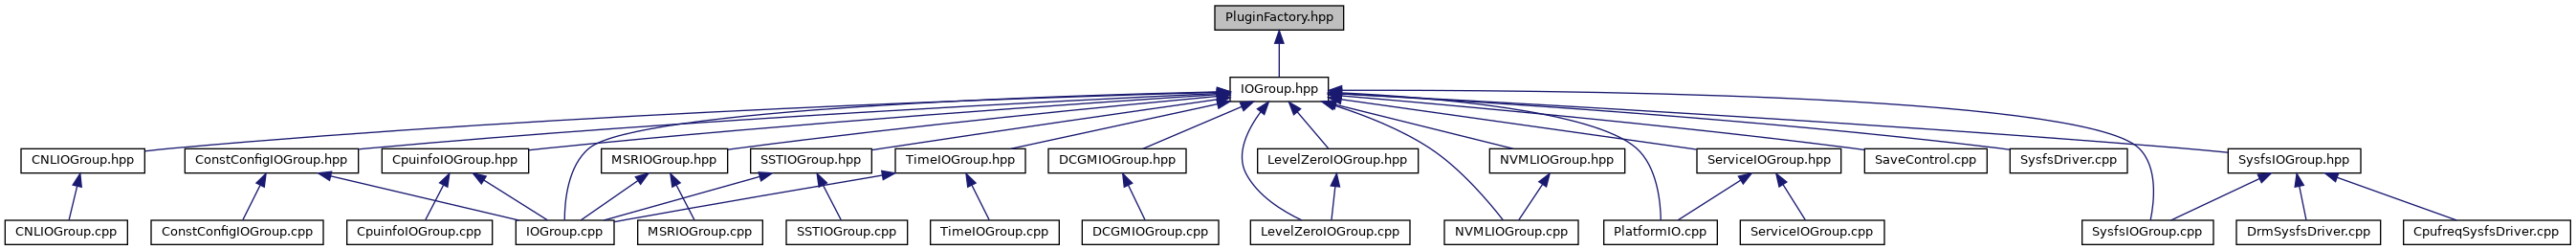 PluginFactory.hpp
IOGroup.hpp
CNLIOGroup.hpp
ConstConfigIOGroup.hpp
CpuinfoIOGroup.hpp
MSRIOGroup.hpp
SSTIOGroup.hpp
TimeIOGroup.hpp
DCGMIOGroup.hpp
LevelZeroIOGroup.hpp
NVMLIOGroup.hpp
ServiceIOGroup.hpp
SaveControl.cpp
SysfsDriver.cpp
SysfsIOGroup.hpp
CNLIOGroup.cpp
ConstConfigIOGroup.cpp
CpuinfoIOGroup.cpp
IOGroup.cpp
MSRIOGroup.cpp
SSTIOGroup.cpp
TimeIOGroup.cpp
DCGMIOGroup.cpp
LevelZeroIOGroup.cpp
NVMLIOGroup.cpp
PlatformIO.cpp
ServiceIOGroup.cpp
SysfsIOGroup.cpp
DrmSysfsDriver.cpp
CpufreqSysfsDriver.cpp